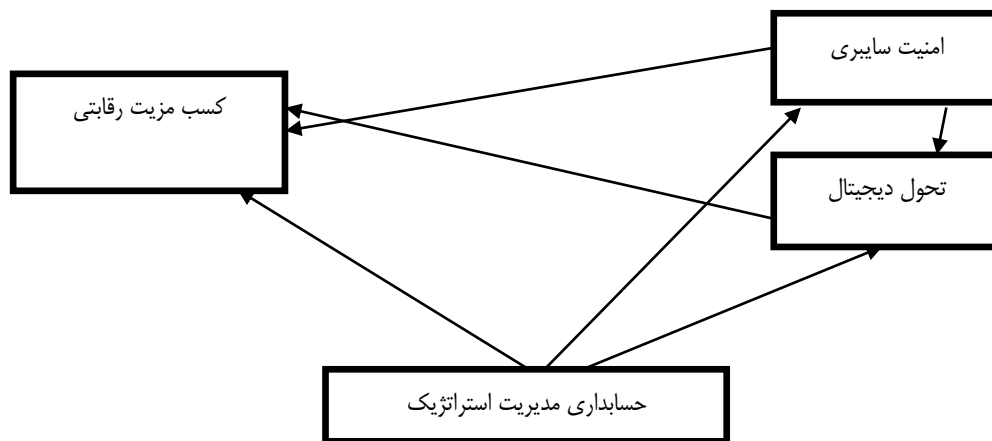 امنیت سایبری
کسب مزیت رقابتی
تحول دیجیتال
حسابداری مدیریت استراتژیک